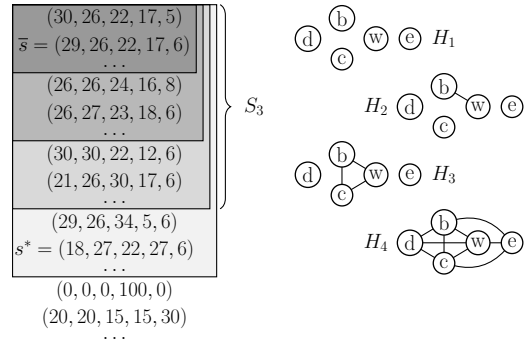 (30, 26, 22, 17, 5)
s̅ = (29, 26, 22, 17, 6)
...
(26, 26, 24, 16, 8)
(26, 27, 23, 18, 6)
...
(30, 30, 22, 12, 6)
(21, 26, 30, 17, 6)
...
(29, 26, 34, 5, 6)
s* = (18, 27, 22, 27, 6)
...
(0, 0, 0, 100, 0)
(20, 20, 15, 15, 30)
...
S₃
d b c w e H₁
d b c w e H₂
d b c w e H₃
d b c w e H₄